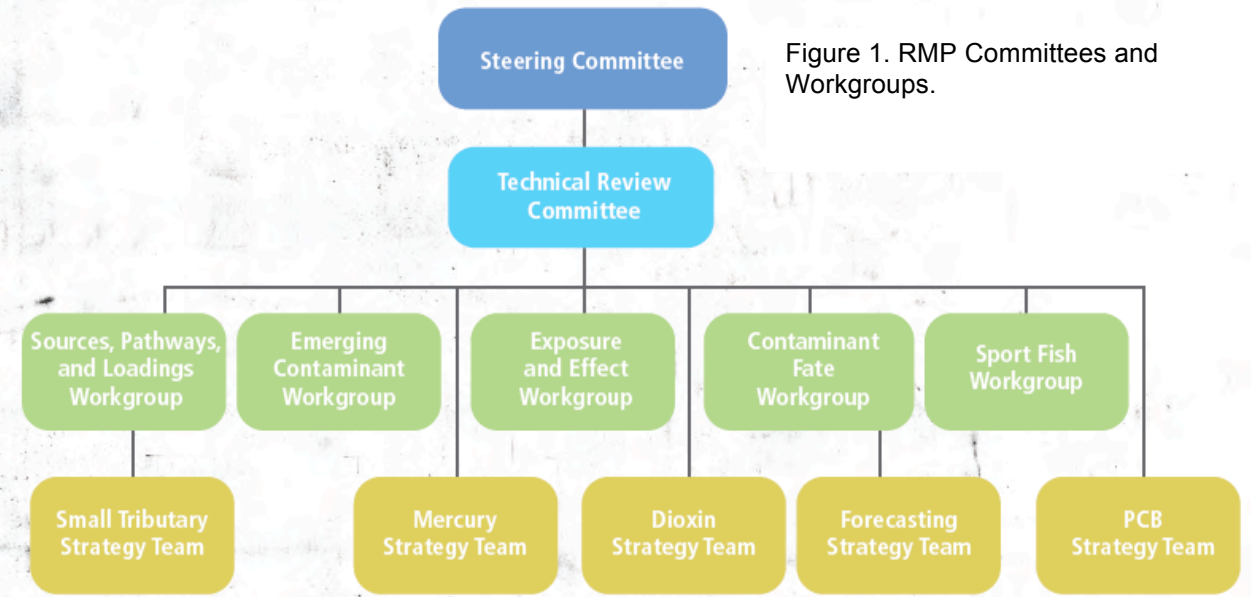 Steering Committee
Figure 1. RMP Committees and
Workgroups.
Technical Review
Committee
Sources, Pathways,
and Loadings
Workgroup
Emerging
Contaminant
Workgroup
Exposure
and Effect
Workgroup
Contaminant
Fate
Workgroup
Sport Fish
Workgroup
Small Tributary
Strategy Team
Mercury
Strategy Team
Dioxin
Strategy Team
Forecasting
Strategy Team
PCB
Strategy Team